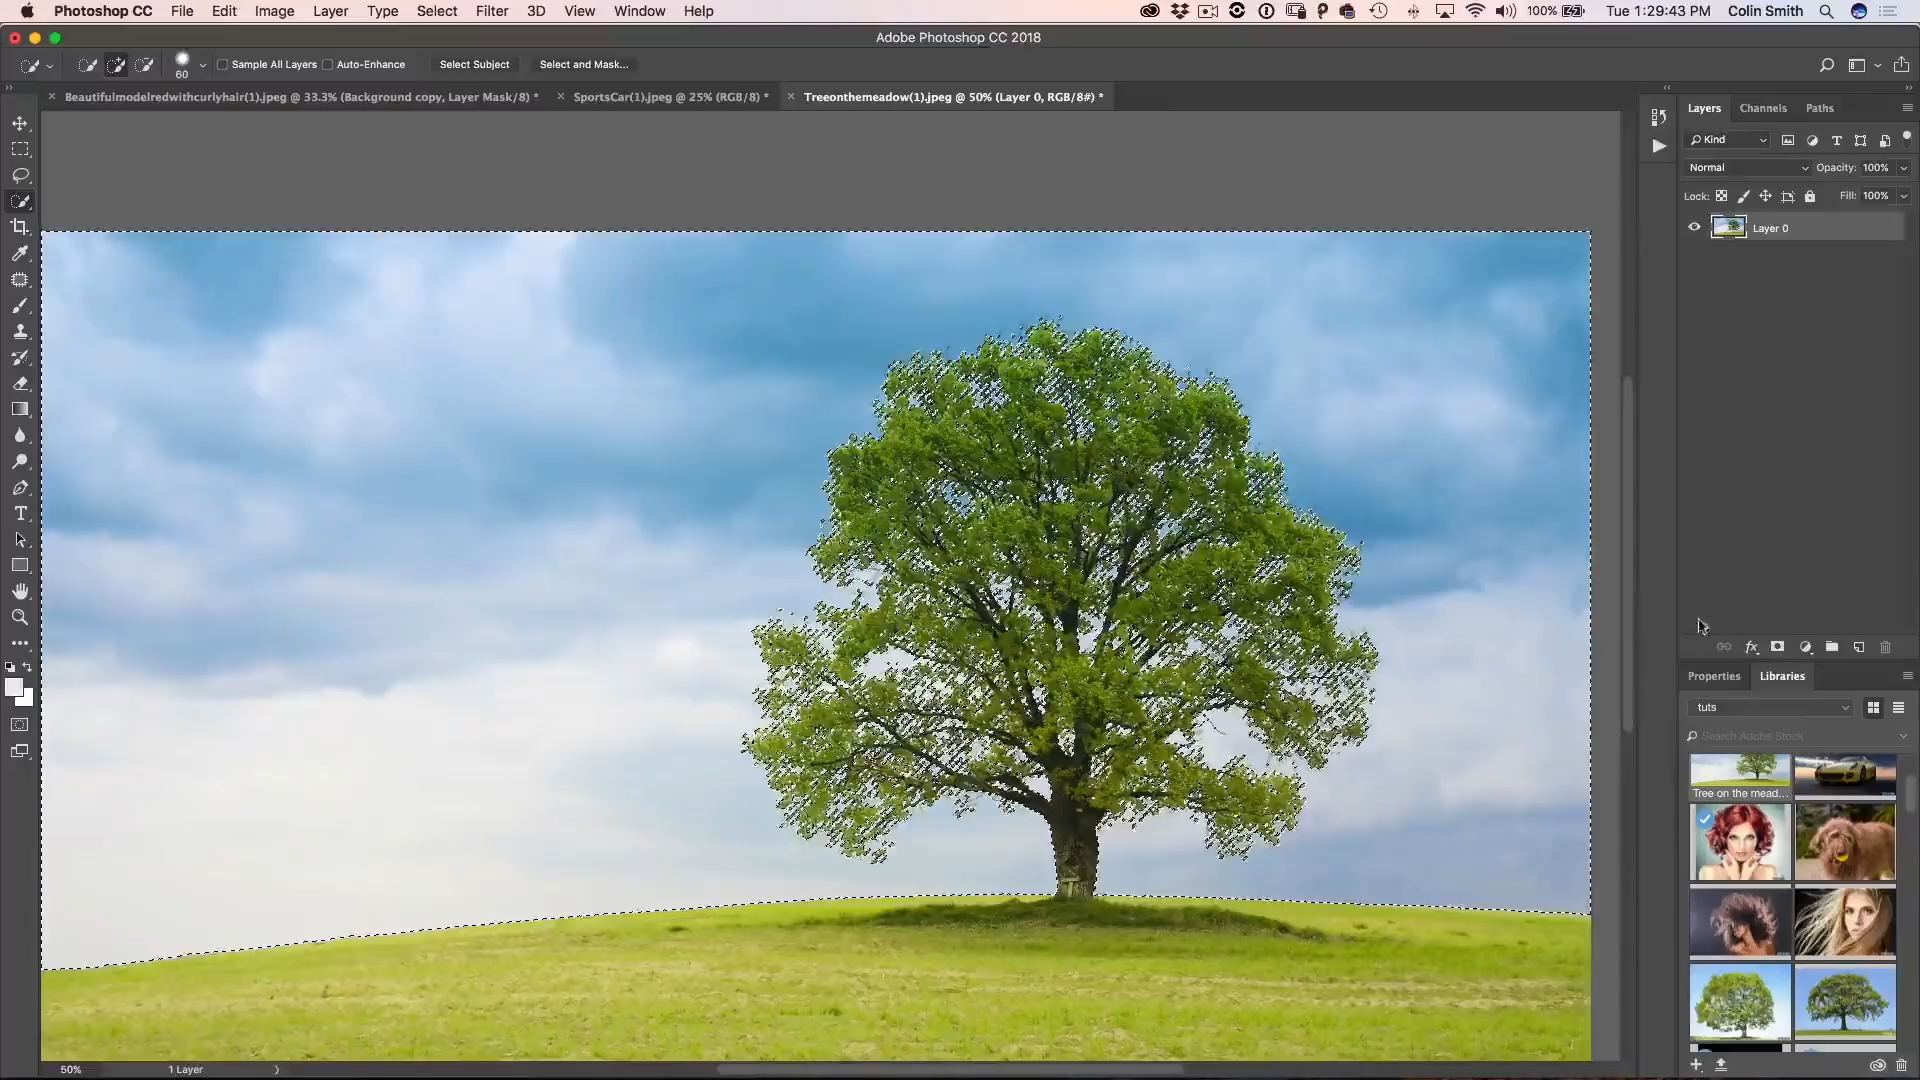 Photoshop CC File Edit Image Layer Type Select Filter 3D View Window Help 100% Tue 1:29:43 PM Colin Smith
Adobe Photoshop CC 2018
60 Sample All Layers Auto-Enhance Select Subject Select and Mask...
Beautifulmodelredwithcurlyhair(1).jpeg @ 33.3% (Background copy, Layer Mask/8) * SportsCar(1).jpeg @ 25% (RGB/8) * Treeonthemeadow(1).jpeg @ 50% (Layer 0, RGB/8#) *
Layers Channels Paths
Kind
Normal Opacity: 100%
Lock: Fill: 100%
Layer 0
fx
Properties Libraries
tuts
Search Adobe Stock
Tree on the mead...
50% 1 Layer